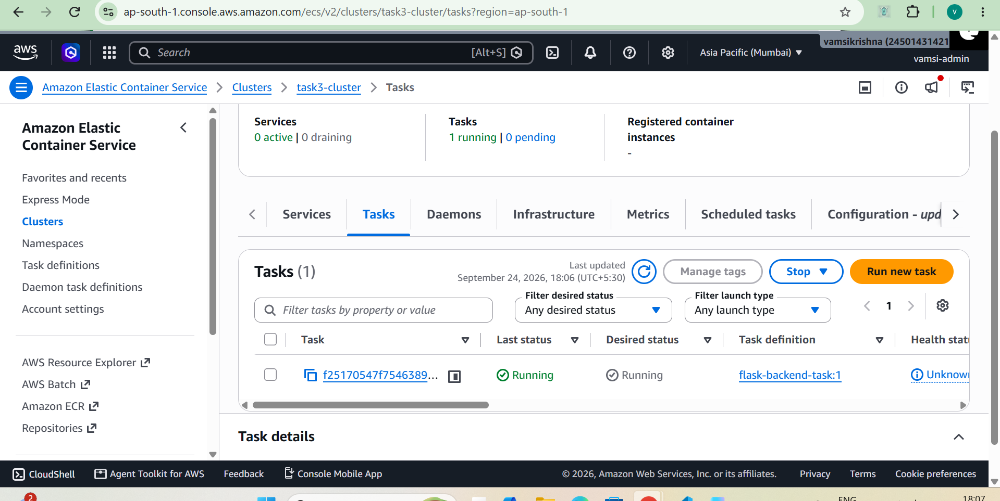 ap-south-1.console.aws.amazon.com/ecs/v2/clusters/task3-cluster/tasks?region=ap-south-1
V
aws
Search
[Alt+S]
Asia Pacific (Mumbai)
vamsikrishna (24501431421
vamsi-admin
Amazon Elastic Container Service
Clusters
task3-cluster
Tasks
Amazon Elastic
Container Service
Favorites and recents
Express Mode
Clusters
Namespaces
Task definitions
Daemon task definitions
Account settings
AWS Resource Explorer
AWS Batch
Amazon ECR
Repositories
Services
0 active | 0 draining
Tasks
1 running | 0 pending
Registered container
instances
-
Services
Tasks
Daemons
Infrastructure
Metrics
Scheduled tasks
Configuration - upd
Tasks (1)
Last updated
September 24, 2026, 18:06 (UTC+5:30)
Manage tags
Stop
Run new task
Filter tasks by property or value
Filter desired status
Any desired status
Filter launch type
Any launch type
1
Task
Last status
Desired status
Task definition
Health statu
f25170547f7546389...
Running
Running
flask-backend-task:1
Unknown
Task details
CloudShell
Agent Toolkit for AWS
Feedback
Console Mobile App
© 2026, Amazon Web Services, Inc. or its affiliates.
Privacy
Terms
Cookie preferences
2
ENG
18:07